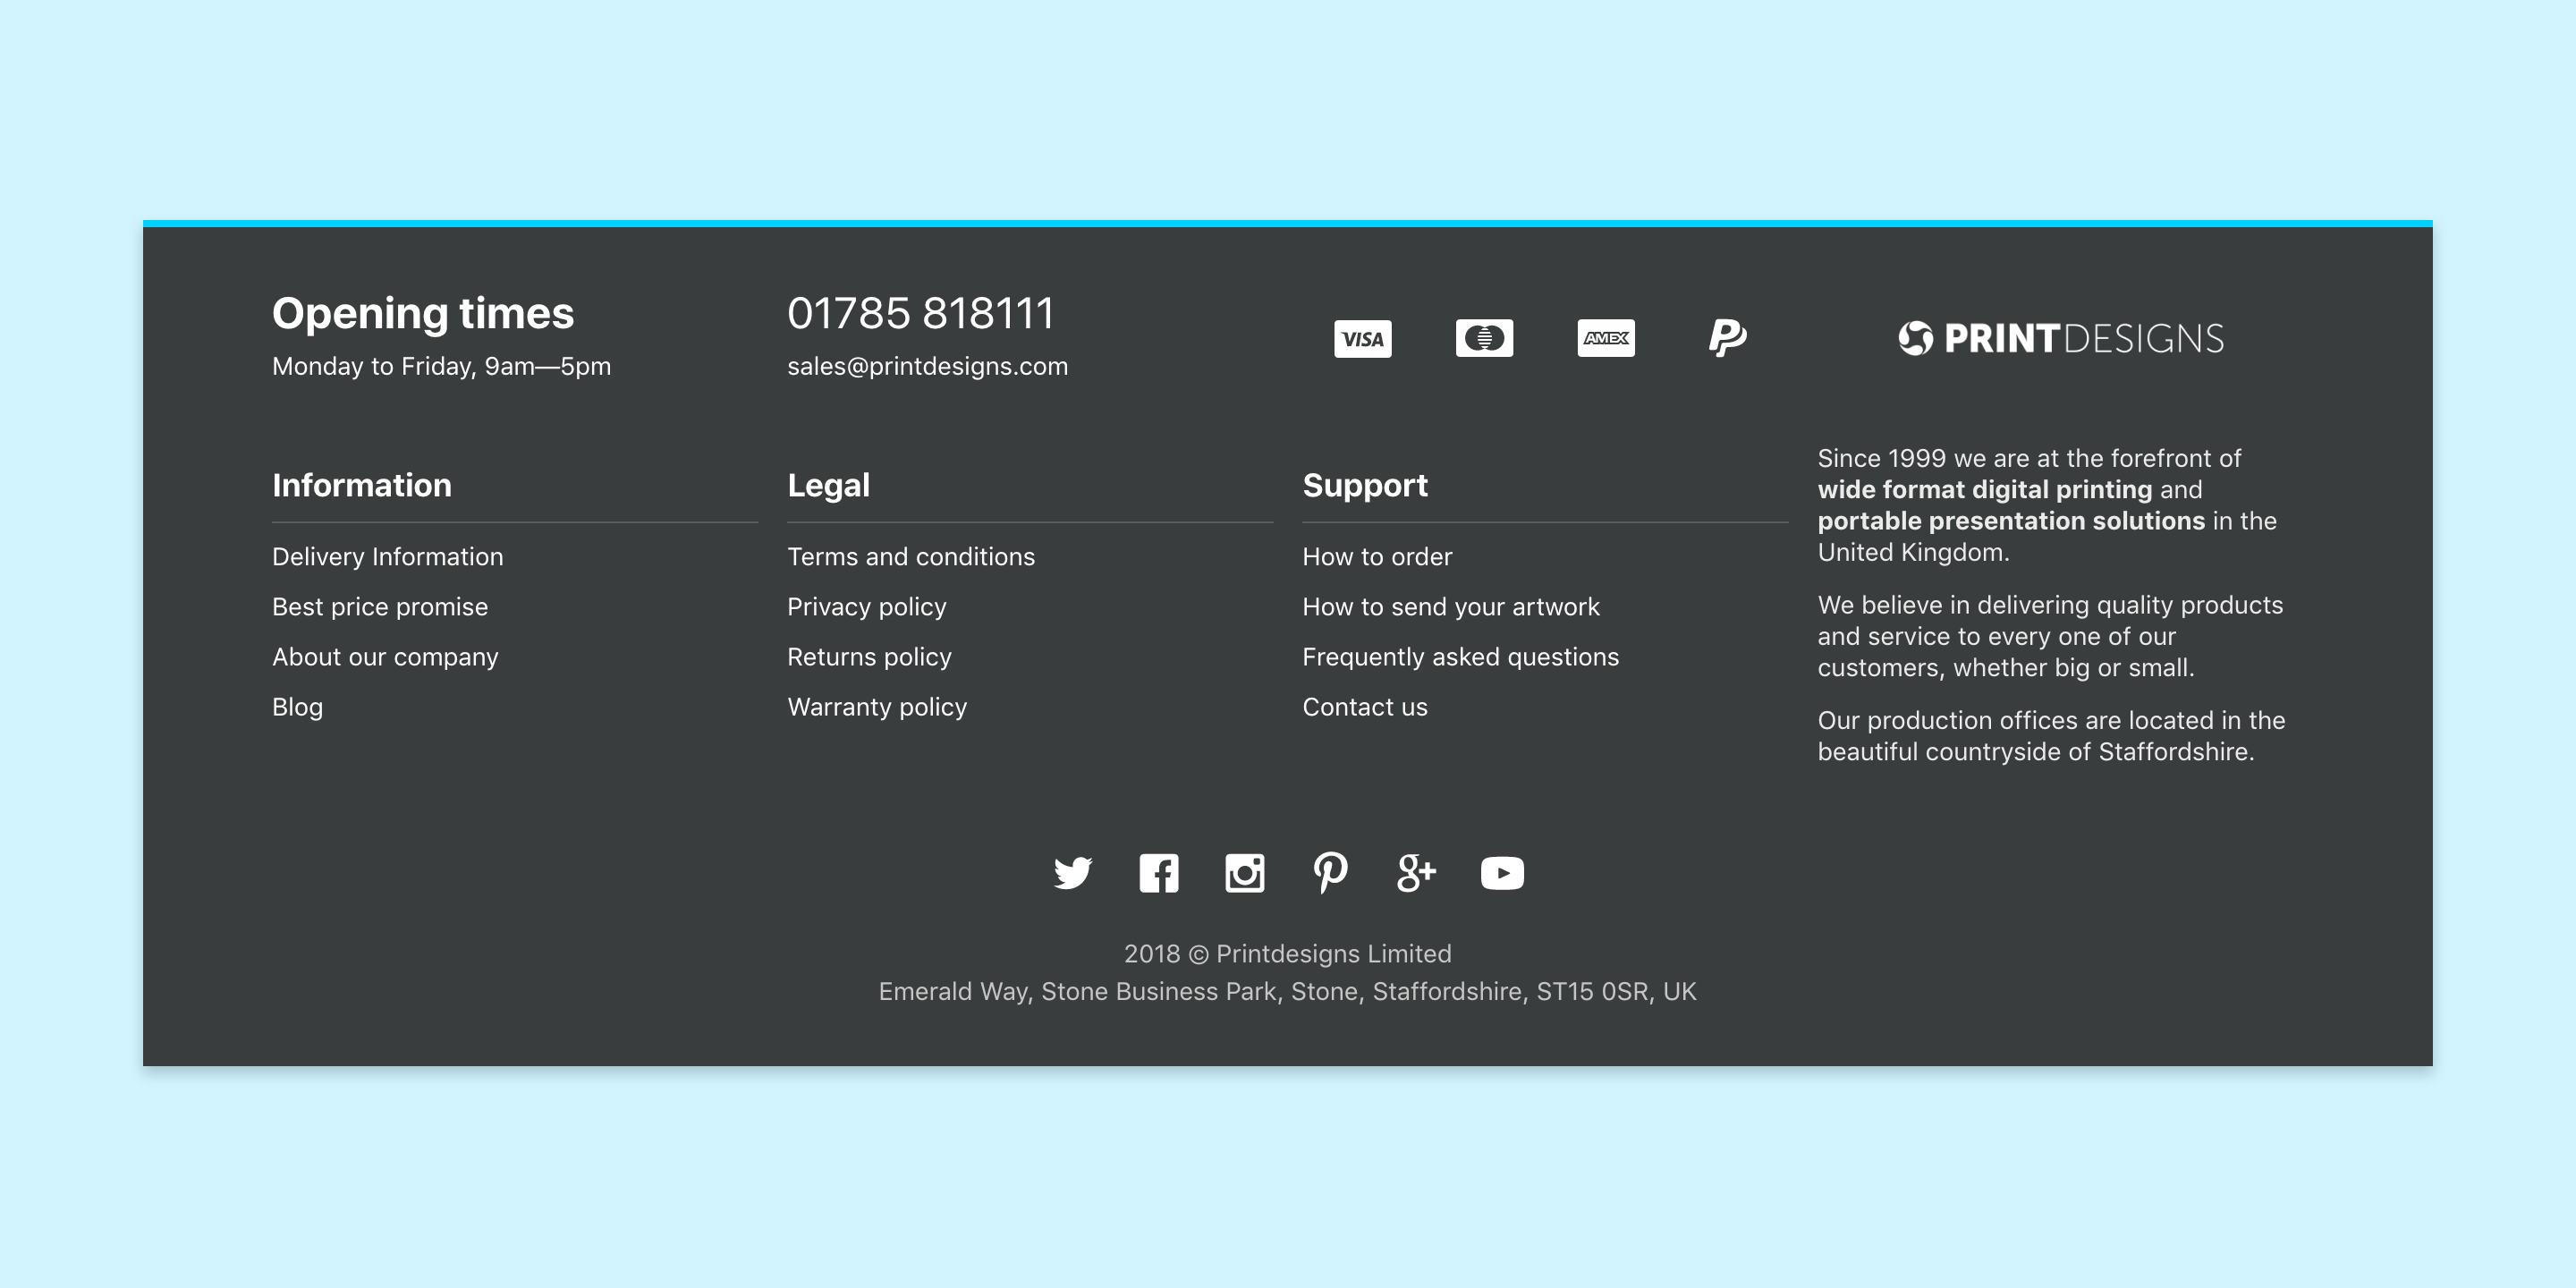 Opening times
Monday to Friday, 9am—5pm
01785 818111
sales@printdesigns.com
VISA
AMEX
PRINTDESIGNS
Information
Delivery Information
Best price promise
About our company
Blog
Legal
Terms and conditions
Privacy policy
Returns policy
Warranty policy
Support
How to order
How to send your artwork
Frequently asked questions
Contact us
Since 1999 we are at the forefront of
wide format digital printing and
portable presentation solutions in the
United Kingdom.
We believe in delivering quality products
and service to every one of our
customers, whether big or small.
Our production offices are located in the
beautiful countryside of Staffordshire.
g+
2018 © Printdesigns Limited
Emerald Way, Stone Business Park, Stone, Staffordshire, ST15 0SR, UK